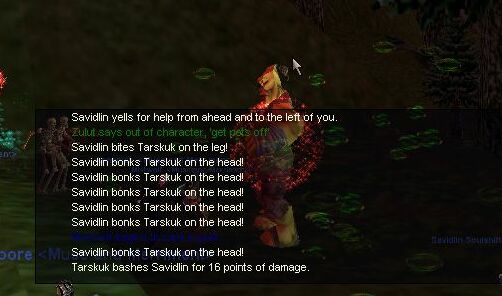 Savidlin yells for help from ahead and to the left of you.
Zulut says out of character, 'get pets off'
Savidlin bites Tarskuk on the leg!
Savidlin bonks Tarskuk on the head!
Savidlin bonks Tarskuk on the head!
Savidlin bonks Tarskuk on the head!
Savidlin bonks Tarskuk on the head!
Savidlin bonks Tarskuk on the head!
Savidlin bonks Tarskuk on the head!
Tarskuk bashes Savidlin for 16 points of damage.
Savidlin